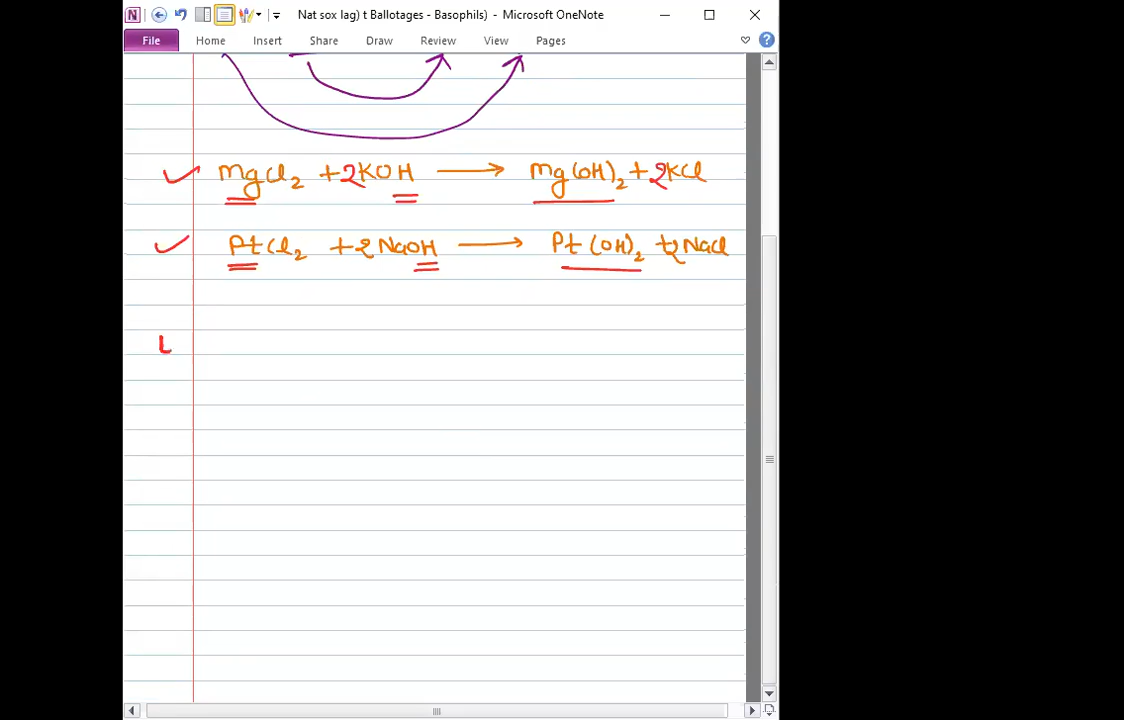 Nat sox lag) t Ballotages - Basophils) - Microsoft OneNote
File Home Insert Share Draw Review View Pages
MgCl2 + 2KOH → Mg(OH)2 + 2KCl
PtCl2 + 2NaOH → Pt(OH)2 + 2NaCl
L